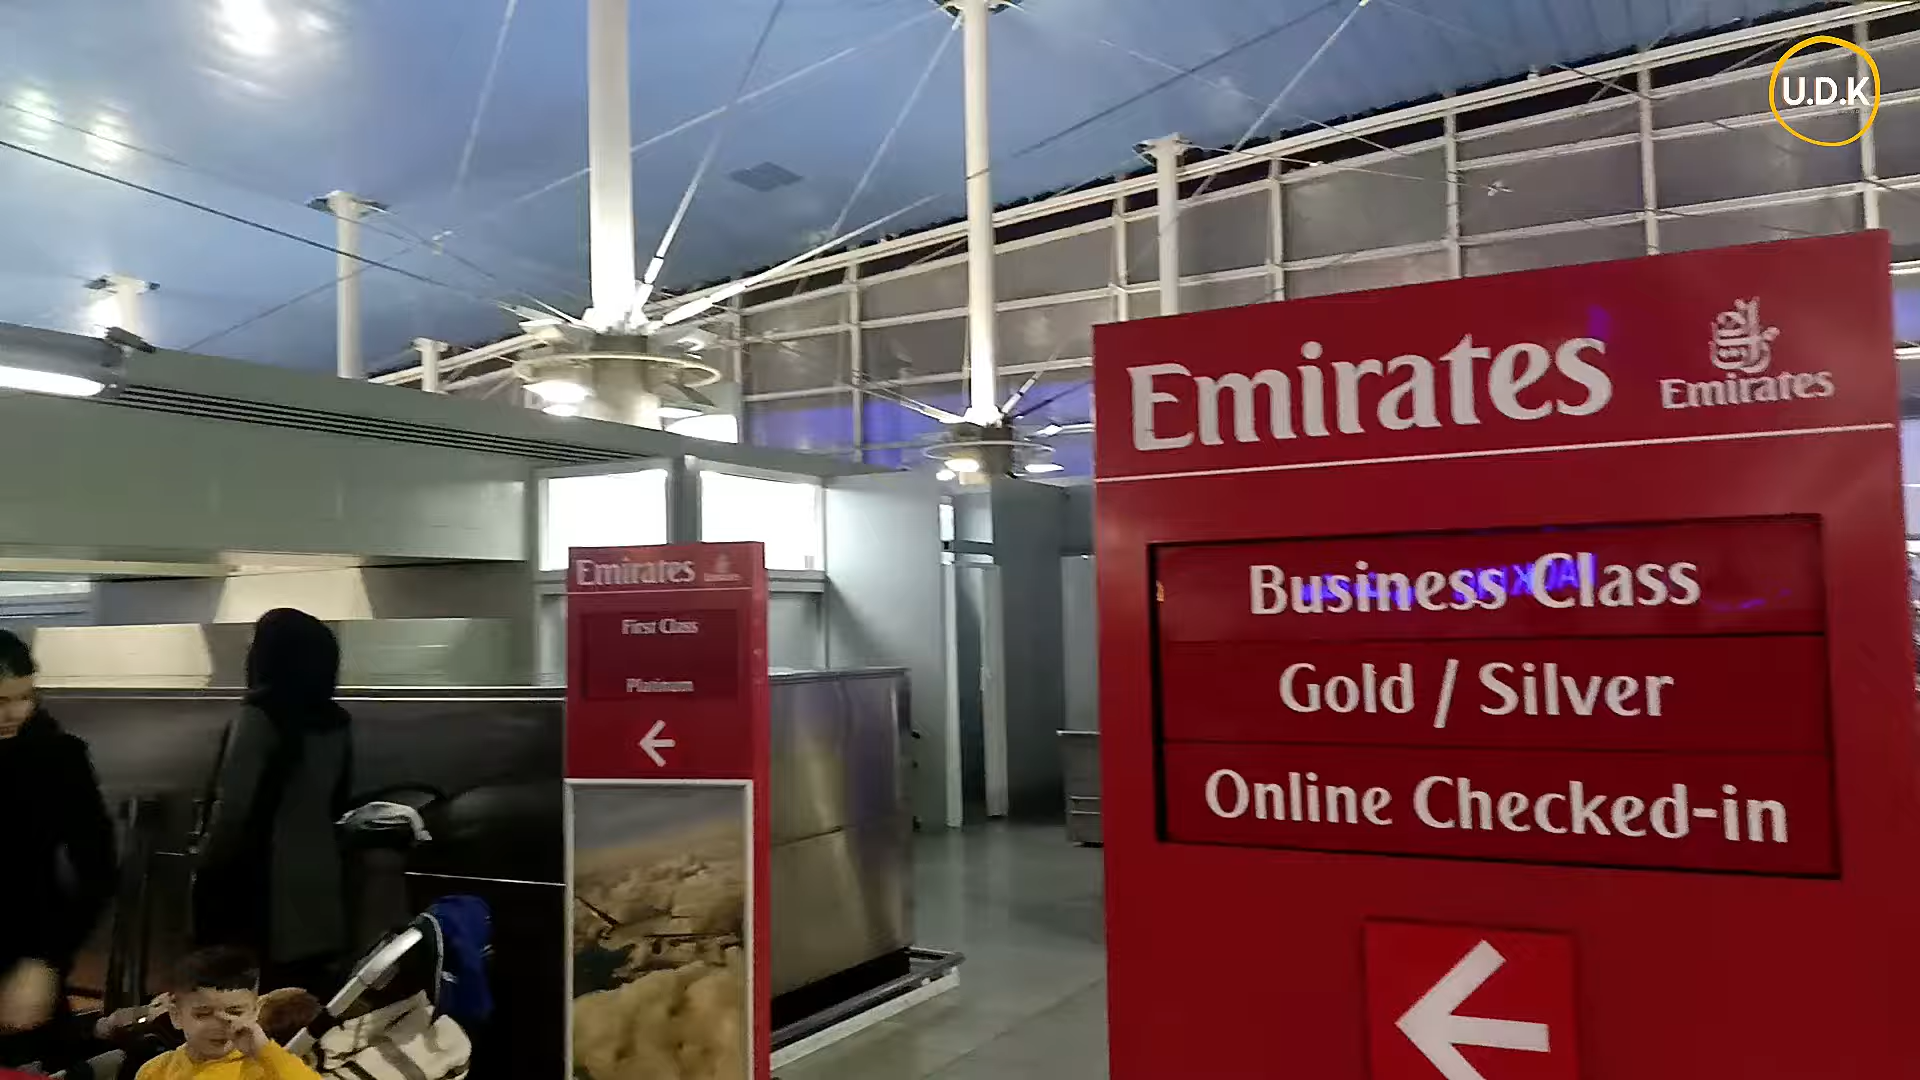 U.D.K
Emirates
Emirates
Business Class
Gold / Silver
Online Checked-in
Emirates
First Class
Platinum